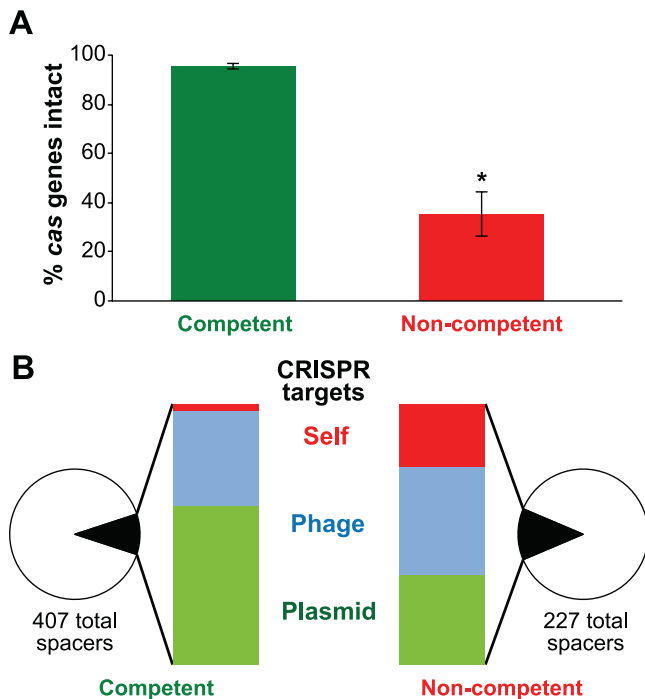 A
% cas genes intact
100
80
60
40
20
0
*
Competent
Non-competent
B
CRISPR
targets
Self
Phage
Plasmid
407 total
spacers
227 total
spacers
Competent
Non-competent